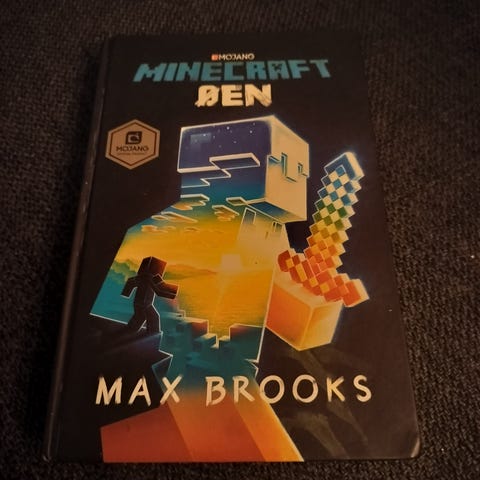 MOJANG
MINECRAFT
ØEN
MOJANG
MAX BROOKS